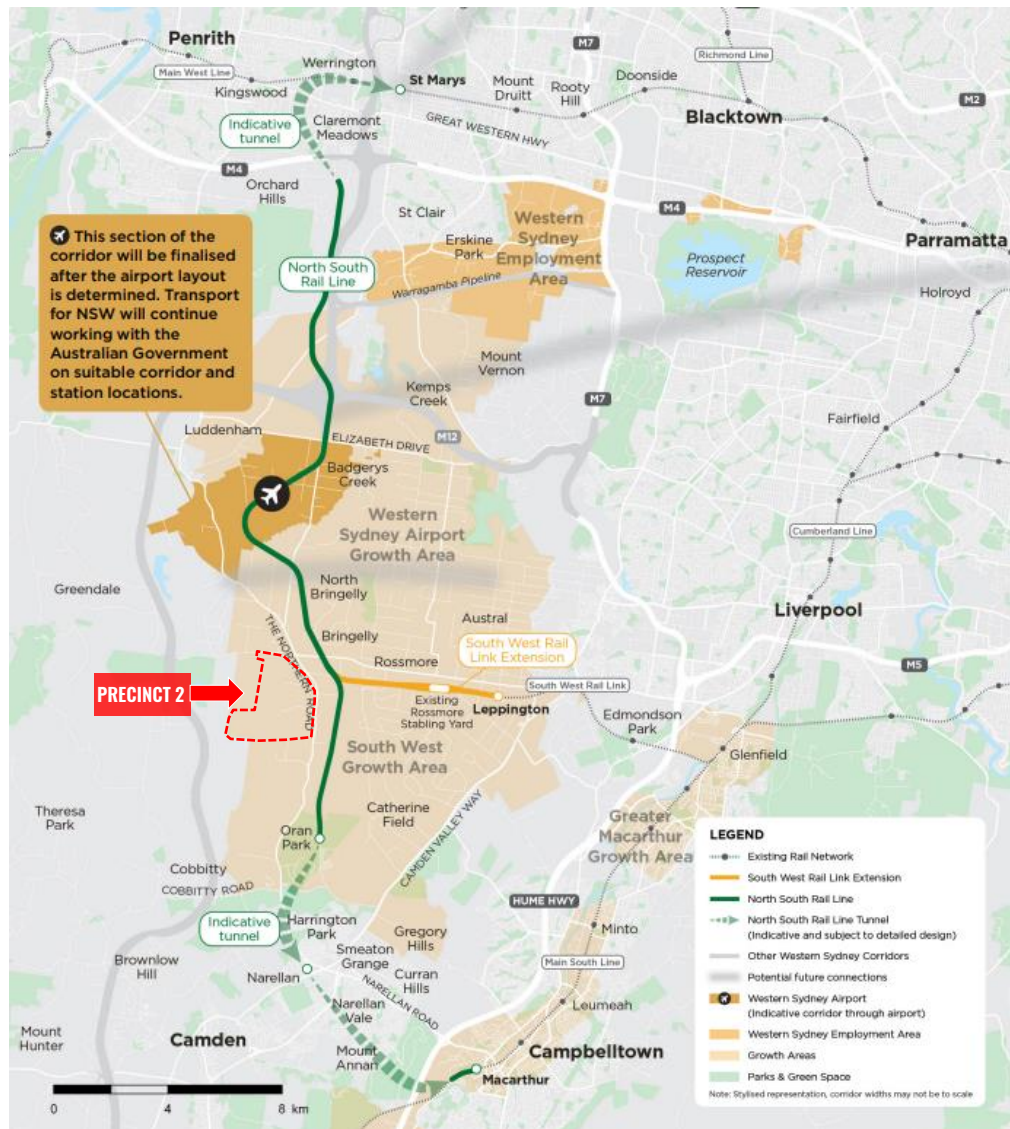 Penrith
Main West Line
Werrington
Kingswood
St Marys
Mount
Druitt
Rooty
Hill
Doonside
Richmond Line
M7
M2
Blacktown
Indicative
tunnel
Claremont
Meadows
GREAT WESTERN HWY
M4
Orchard
Hills
St Clair
Erskine
Park
Western
Sydney
Employment
Area
M4
Parramatta
Prospect
Reservoir
Holroyd
This section of the
corridor will be finalised
after the airport layout
is determined. Transport
for NSW will continue
working with the
Australian Government
on suitable corridor and
station locations.
North South
Rail Line
Warragamba Pipeline
Mount
Vernon
Kemps
Creek
M7
Fairfield
Luddenham
ELIZABETH DRIVE
M12
Badgerys
Creek
Western
Sydney Airport
Growth Area
Cumberland Line
Greendale
North
Bringelly
Liverpool
THE NORTHERN ROAD
Bringelly
Austral
Rossmore
South West Rail
Link Extension
M5
PRECINCT 2
Existing
Rossmore
Stabling Yard
Leppington
South West Rail Link
Edmondson
Park
Glenfield
South West
Growth Area
Theresa
Park
Catherine
Field
Oran
Park
CAMDEN VALLEY WAY
Greater
Macarthur
Growth Area
Cobbitty
COBBITTY ROAD
HUME HWY
Indicative
tunnel
Harrington
Park
Gregory
Hills
Minto
Smeaton
Grange
Brownlow
Hill
Narellan
Curran
Hills
Main South Line
NARELLAN ROAD
Leumeah
Narellan
Vale
Mount
Hunter
Camden
Mount
Annan
Campbelltown
Macarthur
0 4 8 km
LEGEND
Existing Rail Network
South West Rail Link Extension
North South Rail Line
North South Rail Line Tunnel
(Indicative and subject to detailed design)
Other Western Sydney Corridors
Potential future connections
Western Sydney Airport
(Indicative corridor through airport)
Western Sydney Employment Area
Growth Areas
Parks & Green Space
Note: Stylised representation, corridor widths may not be to scale